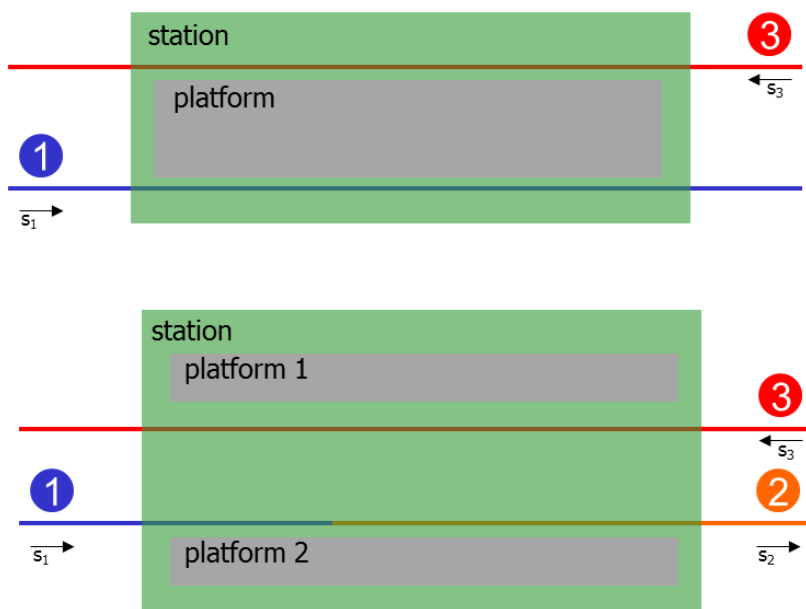 station
3
s3
platform
1
s1
station
platform 1
3
s3
1
2
platform 2
s1
s2